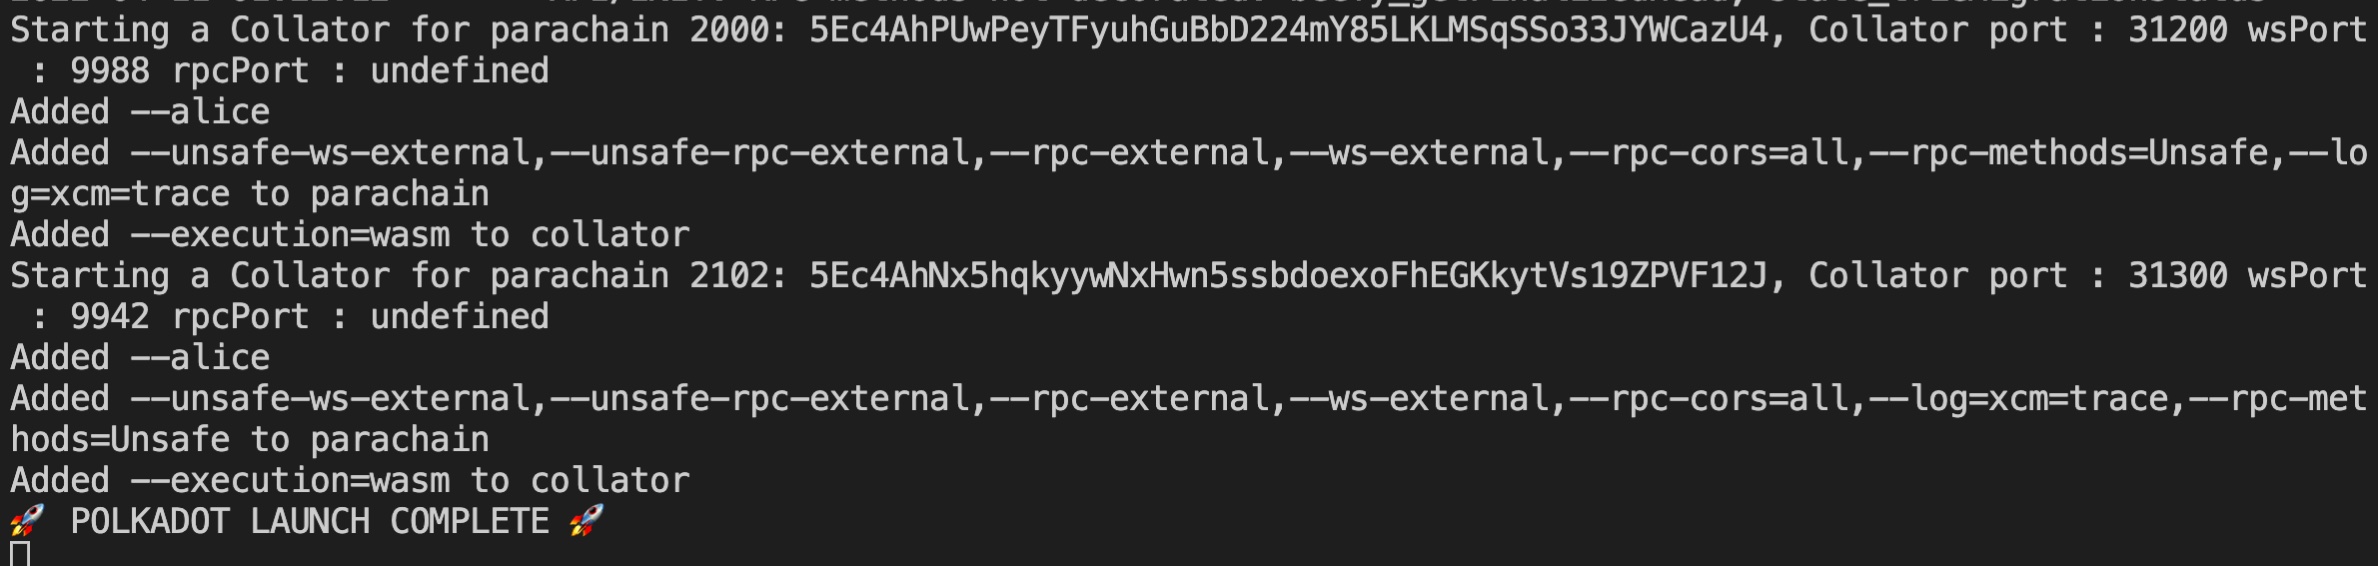 Starting a Collator for parachain 2000: 5Ec4AhPUwPeyTFyuhGuBbD224mY85LKLMSqSSo33JYWCazU4, Collator port : 31200 wsPort
 : 9988 rpcPort : undefined
Added --alice
Added --unsafe-ws-external,--unsafe-rpc-external,--rpc-external,--ws-external,--rpc-cors=all,--rpc-methods=Unsafe,--lo
g=xcm=trace to parachain
Added --execution=wasm to collator
Starting a Collator for parachain 2102: 5Ec4AhNx5hqkyywNxHwn5ssbdoexoFhEGKkytVs19ZPVF12J, Collator port : 31300 wsPort
 : 9942 rpcPort : undefined
Added --alice
Added --unsafe-ws-external,--unsafe-rpc-external,--rpc-external,--ws-external,--rpc-cors=all,--log=xcm=trace,--rpc-met
hods=Unsafe to parachain
Added --execution=wasm to collator
🚀 POLKADOT LAUNCH COMPLETE 🚀